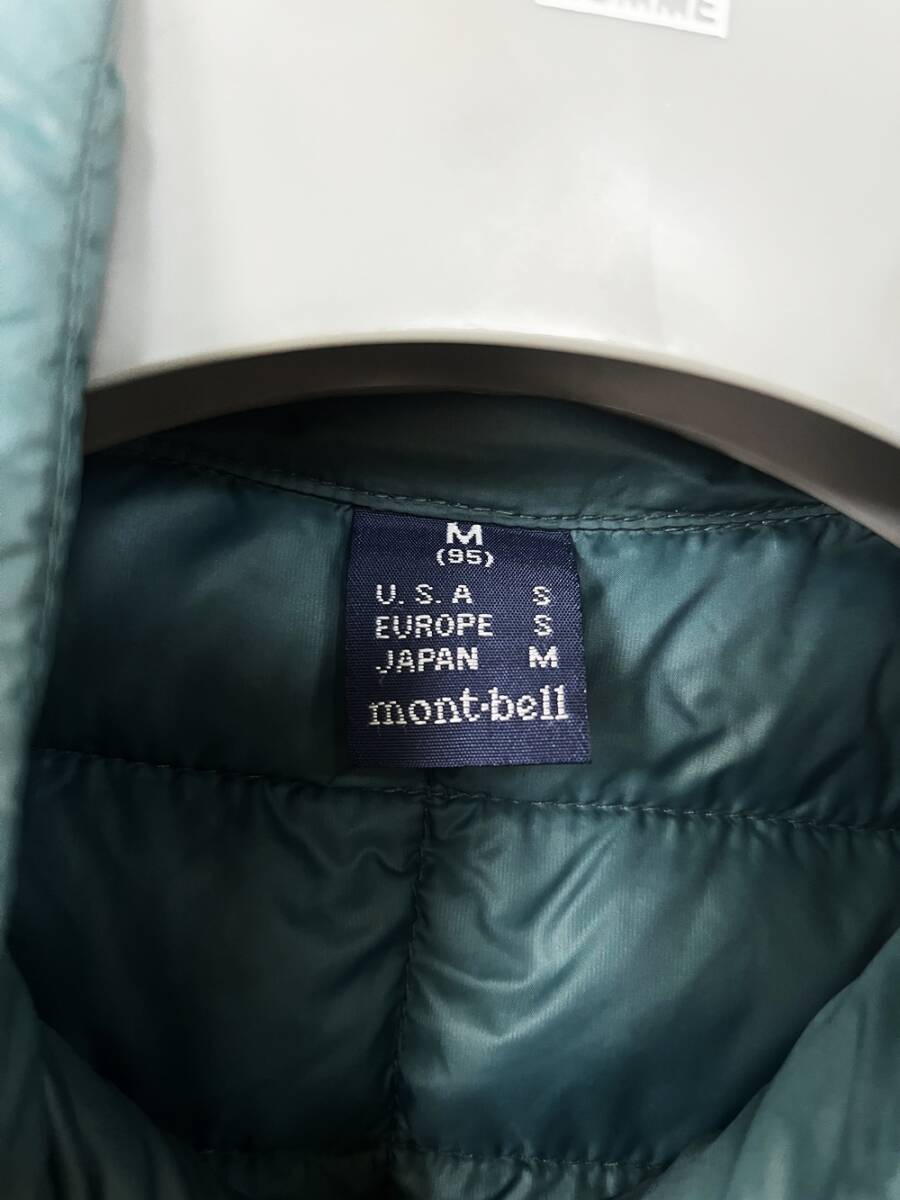 M
(95)
U.S.A S
EUROPE S
JAPAN M
mont·bell